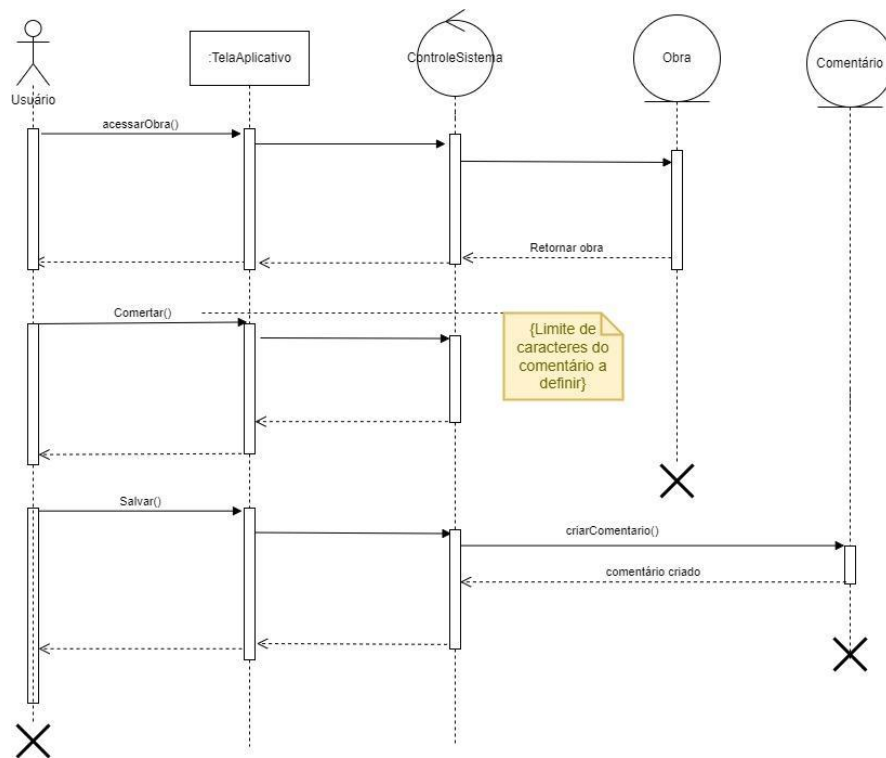 :TelaAplicativo
ControleSistema
Obra
Comentário
Usuário
acessarObra()
Retornar obra
Comertar()
{Limite de
caracteres do
comentário a
definir}
Salvar()
criarComentario()
comentário criado